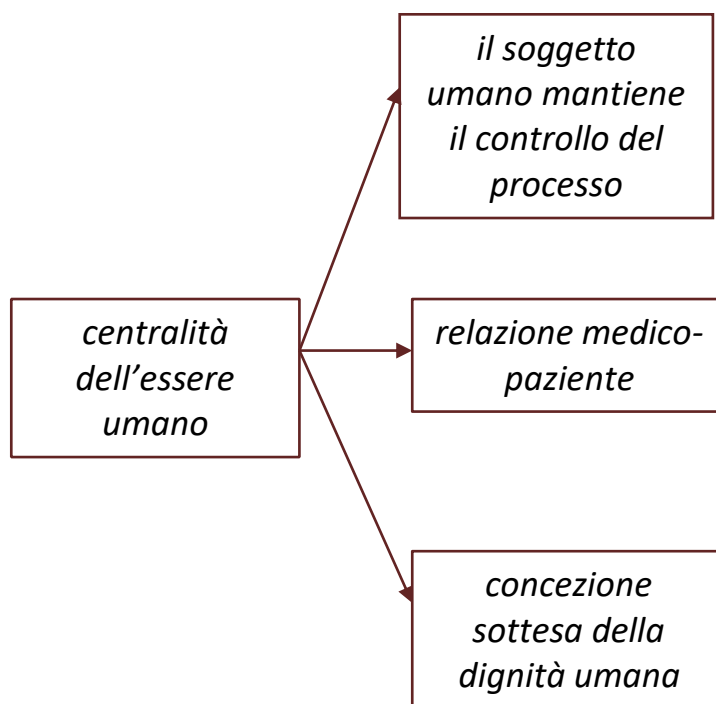 il soggetto
umano mantiene
il controllo del
processo
centralità
dell’essere
umano
relazione medico-
paziente
concezione
sottesa della
dignità umana